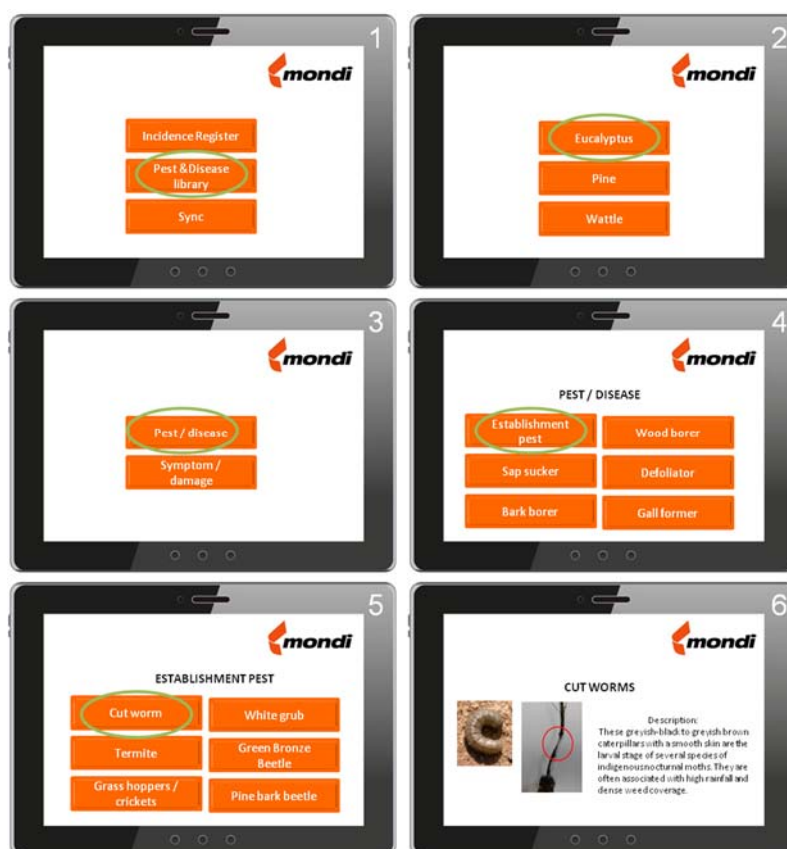 1
mondi
Incidence Register
Pest & Disease
library
Sync
2
mondi
Eucalyptus
Pine
Wattle
3
mondi
Pest / disease
Symptom /
damage
4
mondi
PEST / DISEASE
Establishment
pest
Wood borer
Sap sucker
Defoliator
Bark borer
Gall former
5
mondi
ESTABLISHMENT PEST
Cut worm
White grub
Termite
Green Bronze
Beetle
Grass hoppers /
crickets
Pine bark beetle
6
mondi
CUT WORMS
Description:
These greyish-black to greyish brown
caterpillars with a smooth skin are the
larval stage of several species of
indigenousnocturnal moths. They are
often associated with high rainfall and
dense weed coverage.